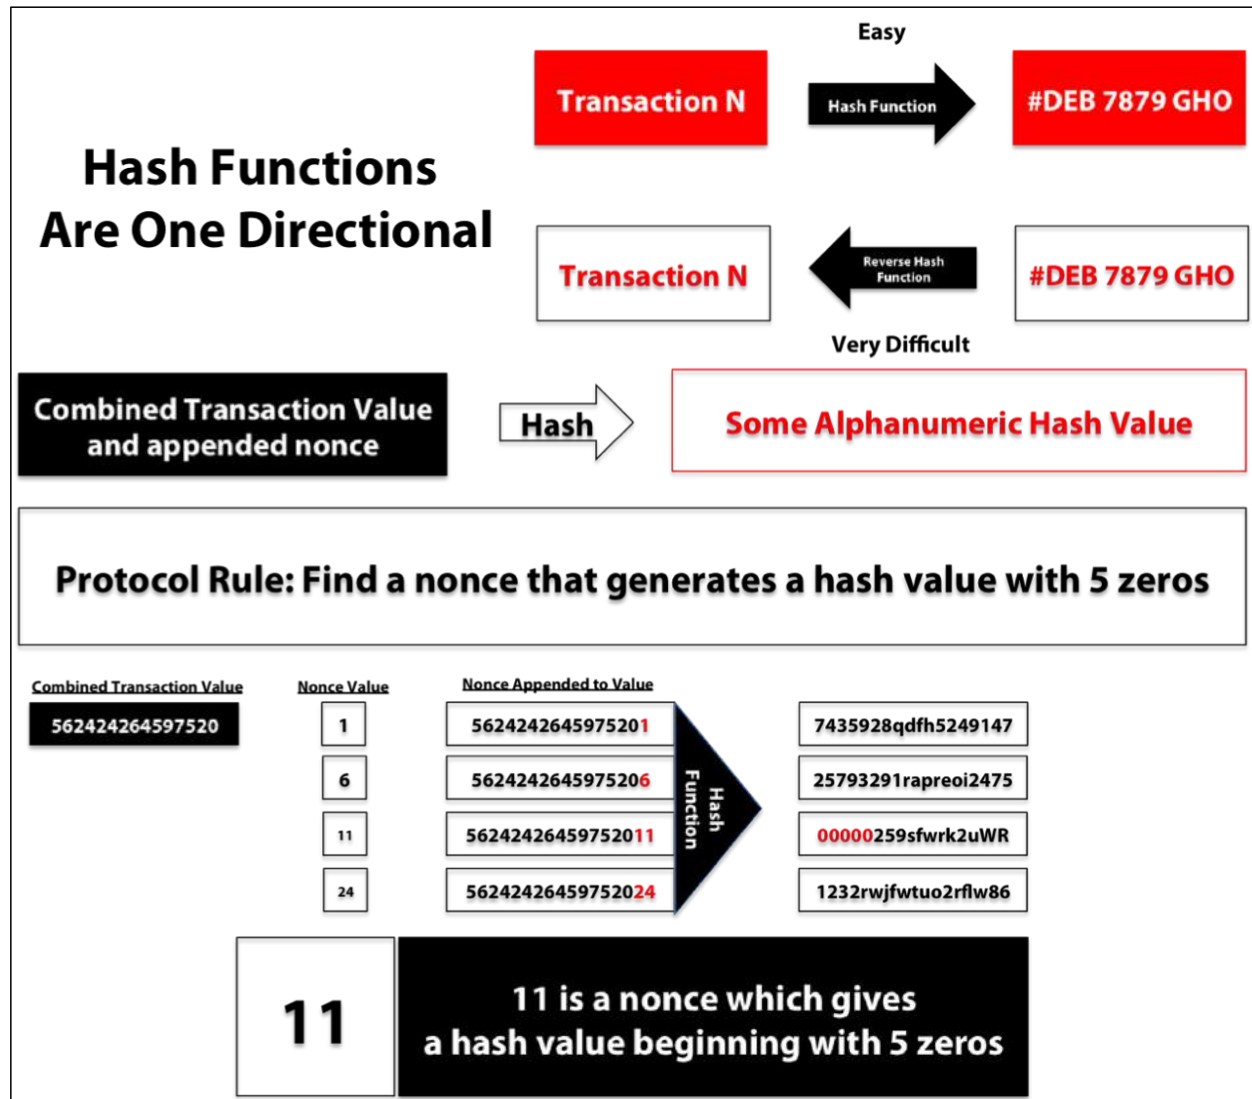 Easy
Transaction N
Hash Function
#DEB 7879 GHO
Hash Functions
Are One Directional
Transaction N
Reverse Hash
Function
#DEB 7879 GHO
Very Difficult
Combined Transaction Value
and appended nonce
Hash
Some Alphanumeric Hash Value
Protocol Rule: Find a nonce that generates a hash value with 5 zeros
Combined Transaction Value
Nonce Value
Nonce Appended to Value
562424264597520
1
5624242645975201
7435928qdfh5249147
6
5624242645975206
25793291rapreoi2475
Hash
Function
11
56242426459752011
00000259sfwrk2uWR
24
56242426459752024
1232rwjfwtuo2rflw86
11
11 is a nonce which gives
a hash value beginning with 5 zeros